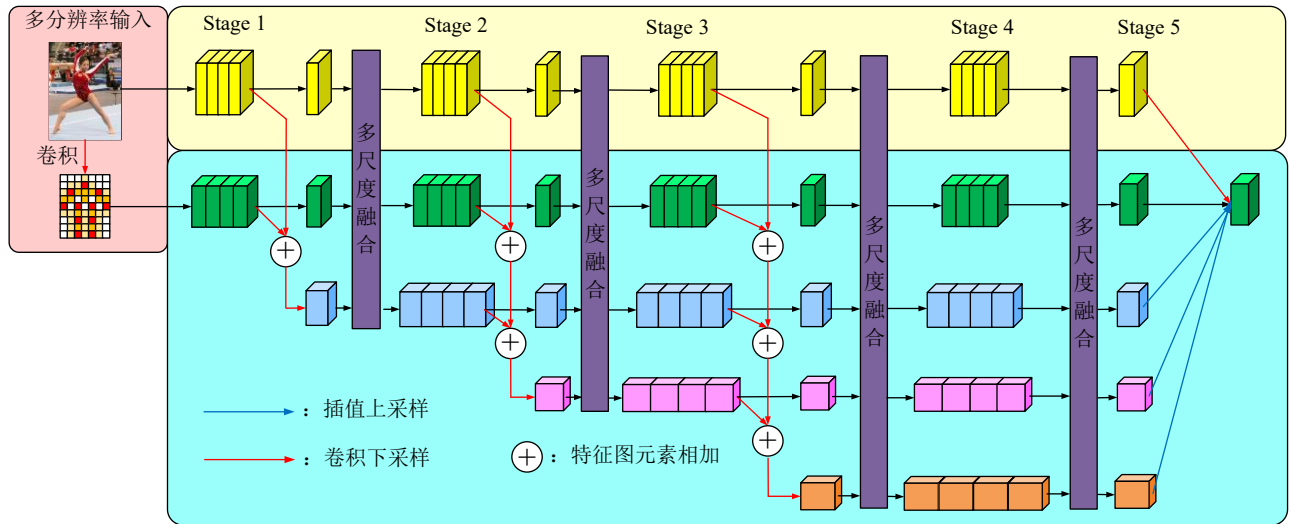 多分辨率输入
Stage 1
Stage 2
Stage 3
Stage 4
Stage 5
卷积
多尺度融合
多尺度融合
多尺度融合
多尺度融合
：插值上采样
：卷积下采样
：特征图元素相加